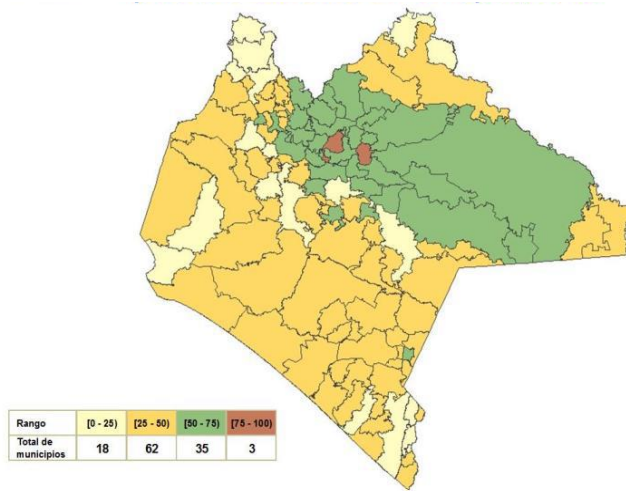 Rango [0 - 25) [25 - 50) [50 - 75) [75 - 100)
Total de municipios 18 62 35 3